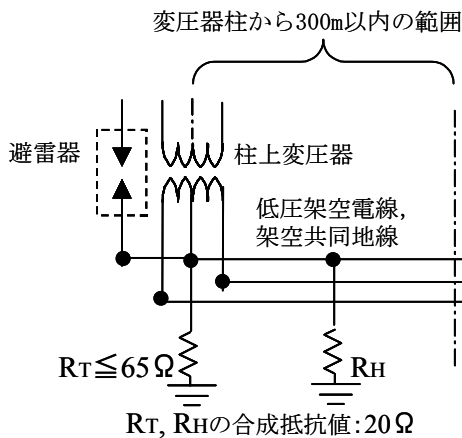 変圧器柱から300m以内の範囲
避雷器
柱上変圧器
低圧架空電線,
架空共同地線
RT≦65Ω
RH
RT, RHの合成抵抗値:20Ω